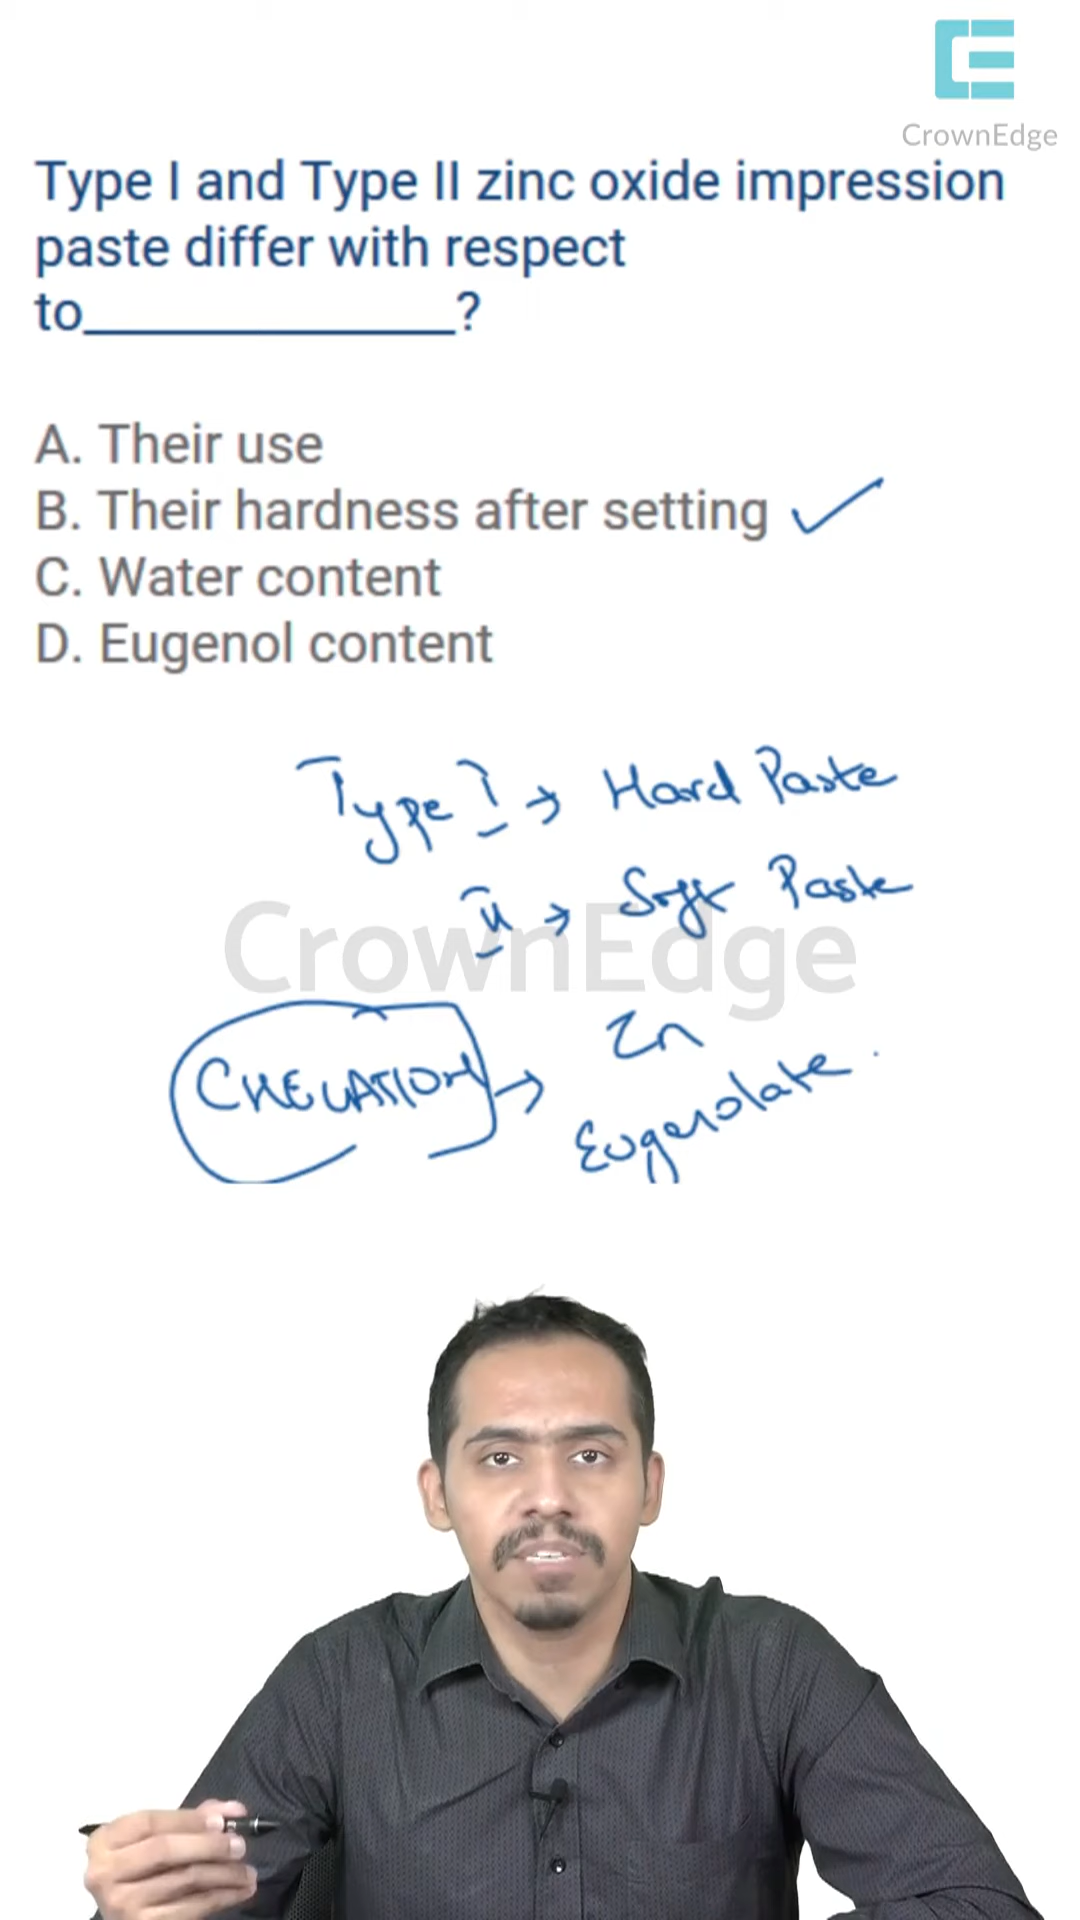 CrownEdge
Type I and Type II zinc oxide impression
paste differ with respect
to______________?
A. Their use
B. Their hardness after setting
C. Water content
D. Eugenol content
Type I → Hard Paste
II → Soft Paste
CrownEdge
CHELATION → Zn
Eugenolate.